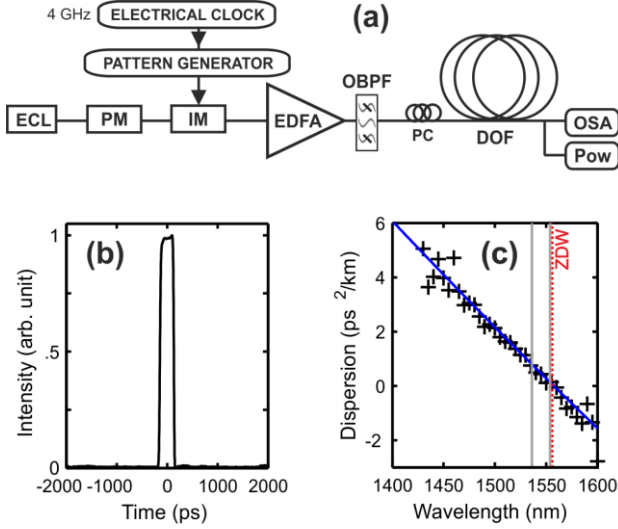 (a)
4 GHz
ELECTRICAL CLOCK
PATTERN GENERATOR
OBPF
ECL
PM
IM
EDFA
PC
DOF
OSA
Pow
(b)
1
.5
0
Intensity (arb. unit)
-2000 -1000 0 1000 2000
Time (ps)
(c)
ZDW
6
4
2
0
-2
Dispersion (ps ²/km)
1400 1450 1500 1550 1600
Wavelength (nm)